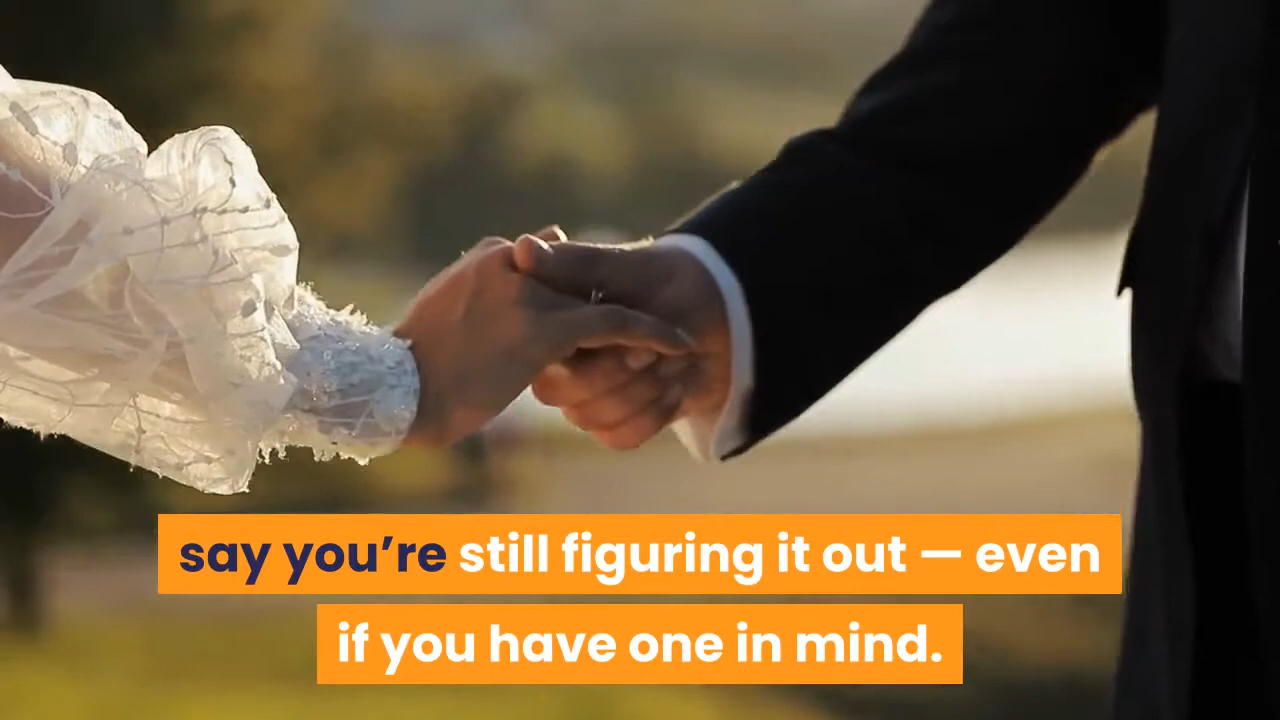 say you’re still figuring it out — even
if you have one in mind.